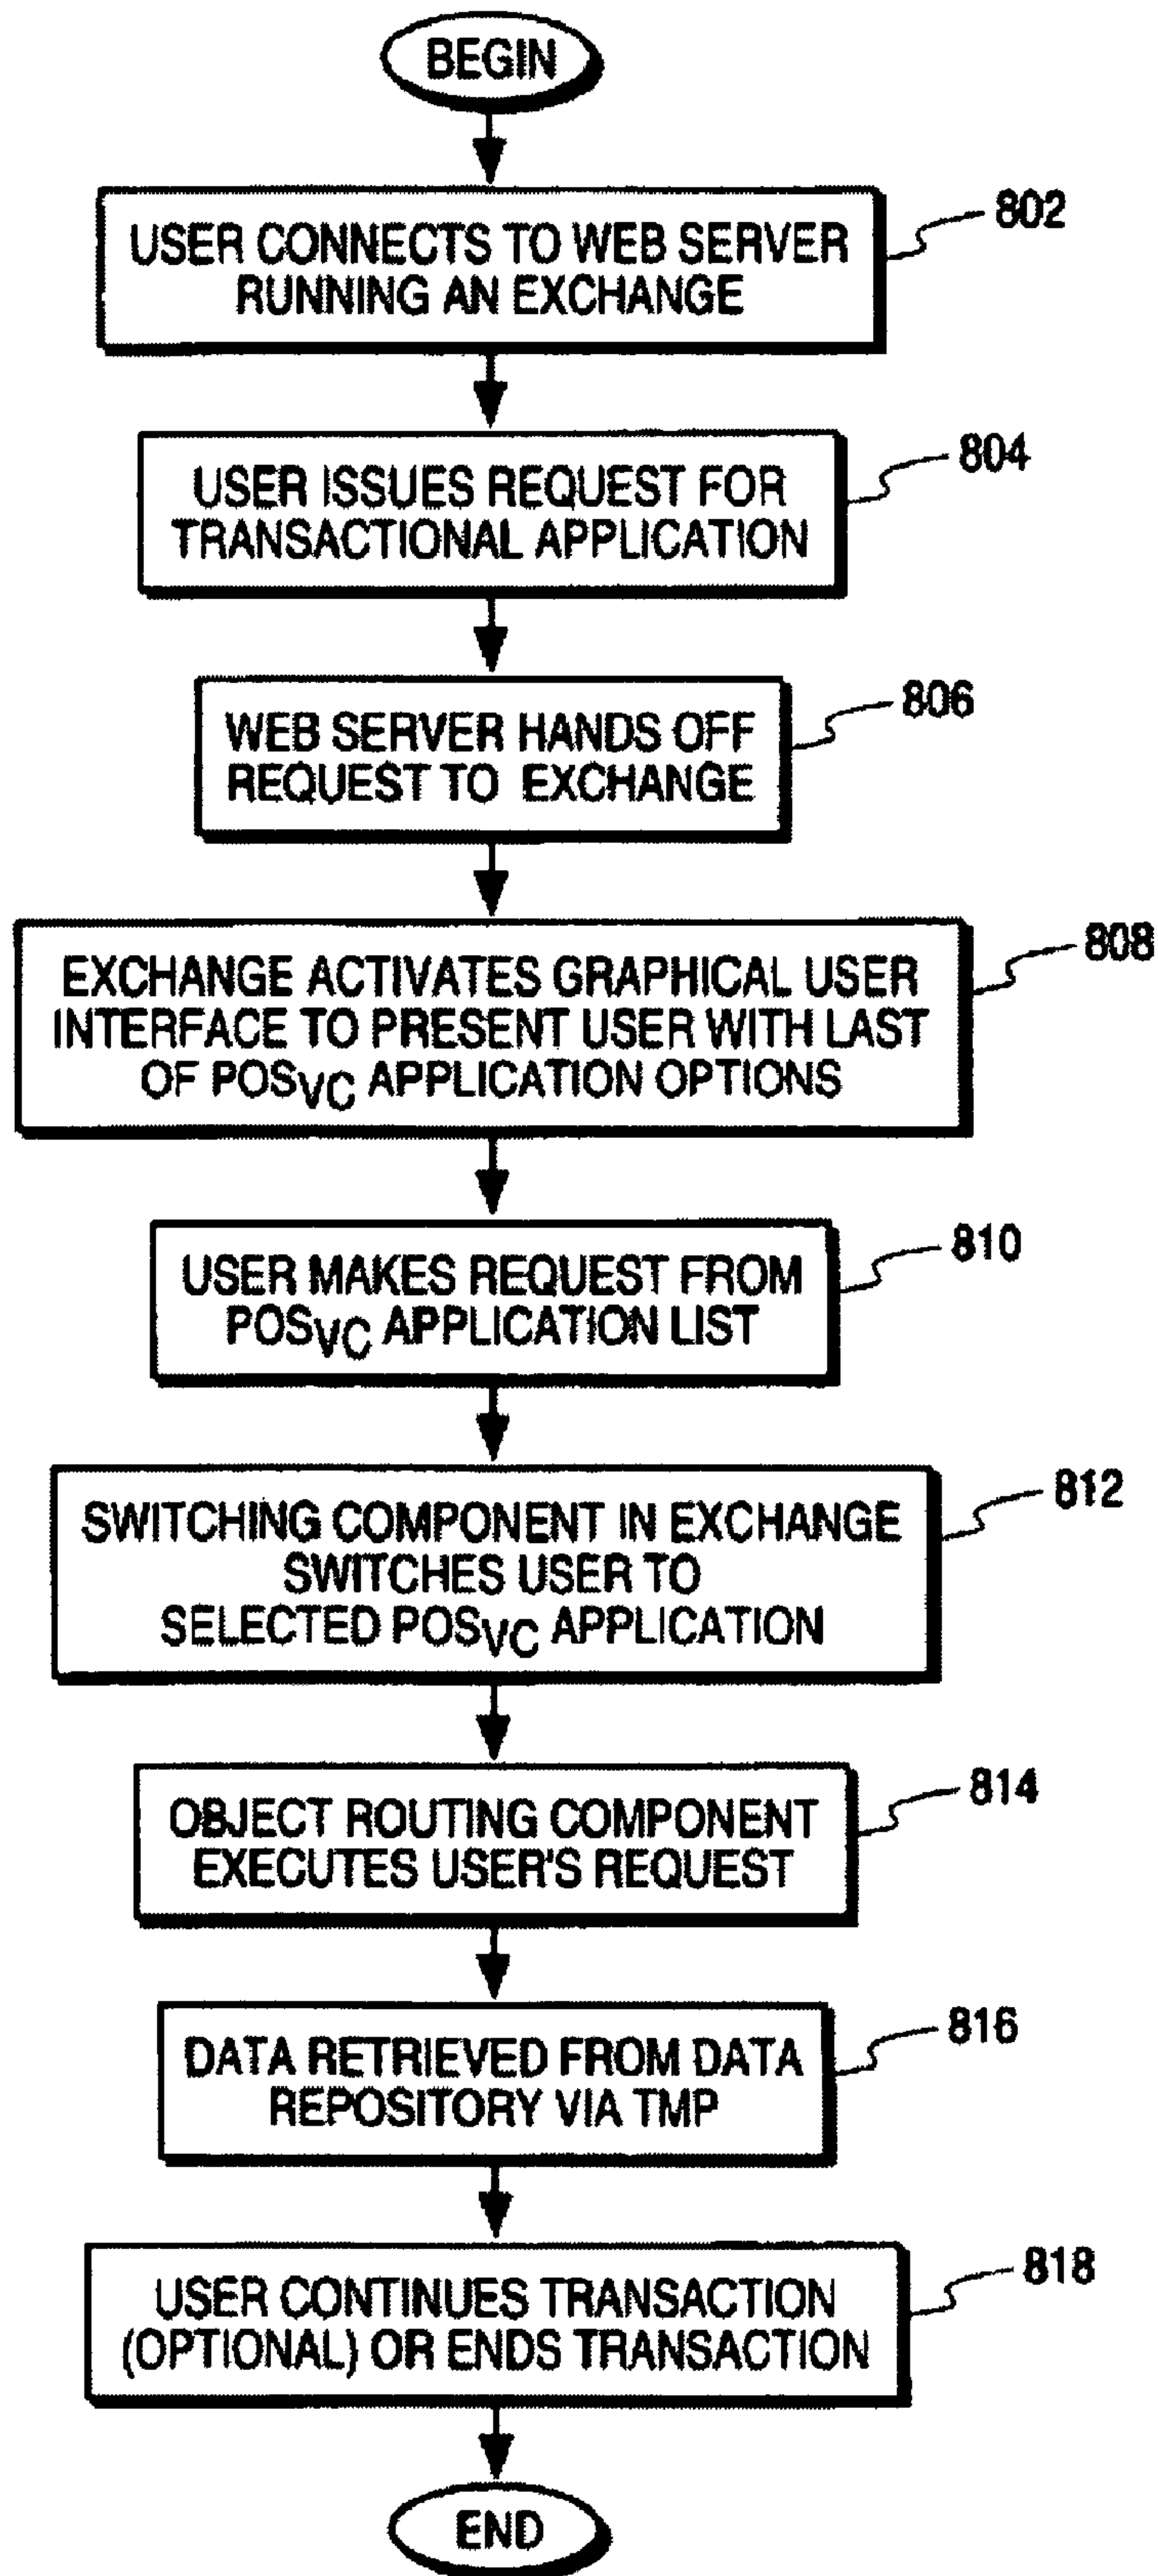 BEGIN
USER CONNECTS TO WEB SERVER
RUNNING AN EXCHANGE
802
USER ISSUES REQUEST FOR
TRANSACTIONAL APPLICATION
804
WEB SERVER HANDS OFF
REQUEST TO EXCHANGE
806
EXCHANGE ACTIVATES GRAPHICAL USER
INTERFACE TO PRESENT USER WITH LAST
OF POSVC APPLICATION OPTIONS
808
USER MAKES REQUEST FROM
POSVC APPLICATION LIST
810
SWITCHING COMPONENT IN EXCHANGE
SWITCHES USER TO
SELECTED POSVC APPLICATION
812
OBJECT ROUTING COMPONENT
EXECUTES USER'S REQUEST
814
DATA RETRIEVED FROM DATA
REPOSITORY VIA TMP
816
USER CONTINUES TRANSACTION
(OPTIONAL) OR ENDS TRANSACTION
818
END